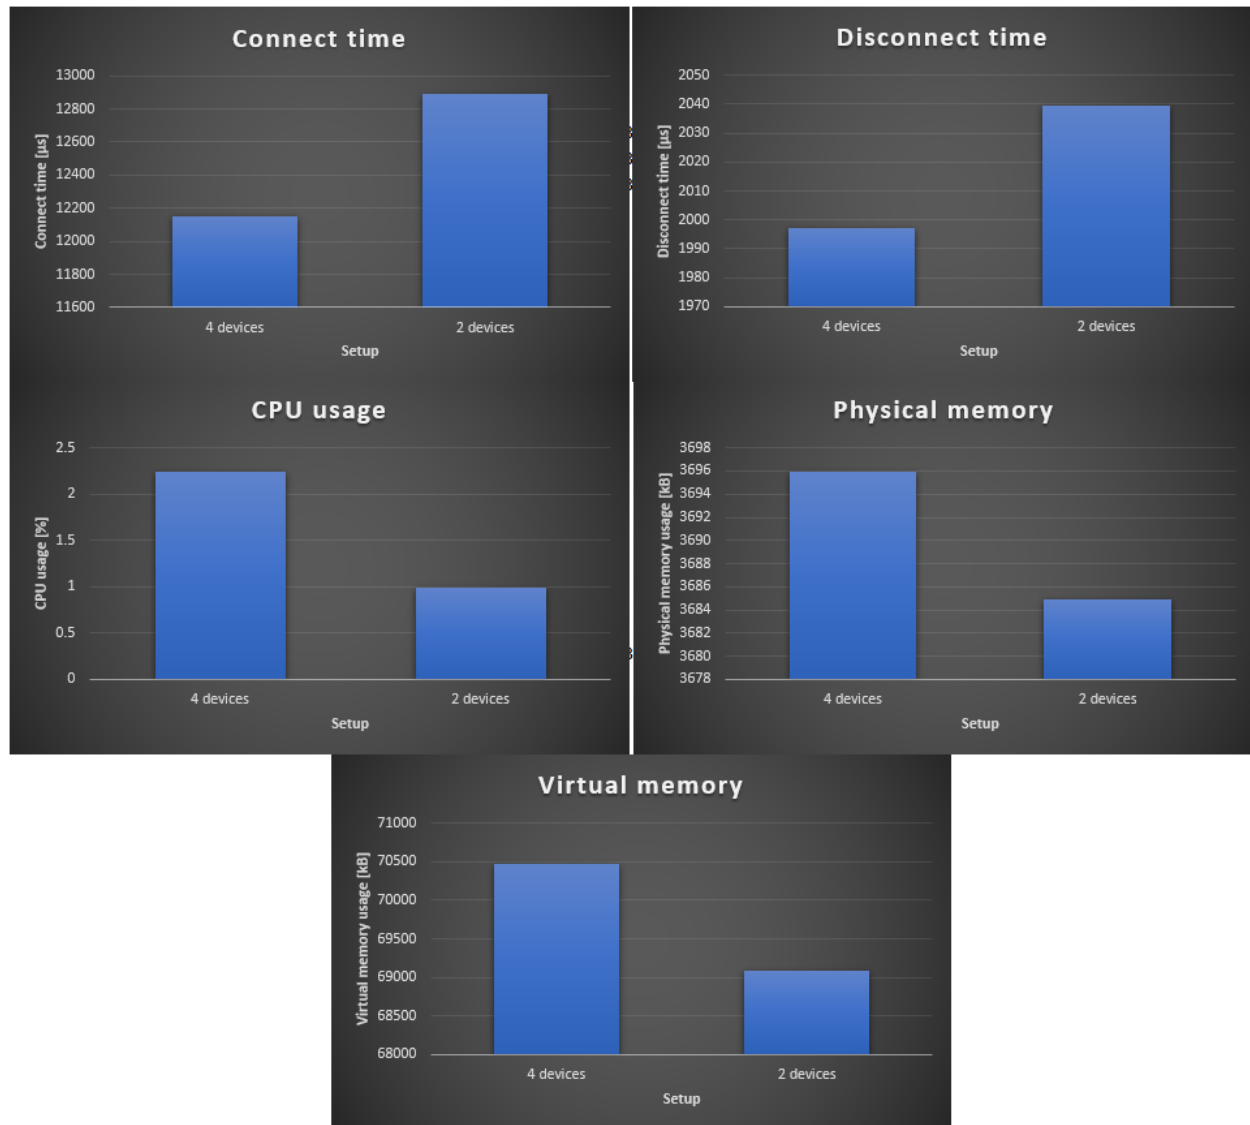 Connect time
Connect time [µs]
13000
12800
12600
12400
12200
12000
11800
11600
4 devices 2 devices
Setup
Disconnect time
Disconnect time [µs]
2050
2040
2030
2020
2010
2000
1990
1980
1970
4 devices 2 devices
Setup
CPU usage
CPU usage [%]
2.5
2
1.5
1
0.5
0
4 devices 2 devices
Setup
Physical memory
Physical memory usage [kB]
3698
3696
3694
3692
3690
3688
3686
3684
3682
3680
3678
4 devices 2 devices
Setup
Virtual memory
Virtual memory usage [kB]
71000
70500
70000
69500
69000
68500
68000
4 devices 2 devices
Setup